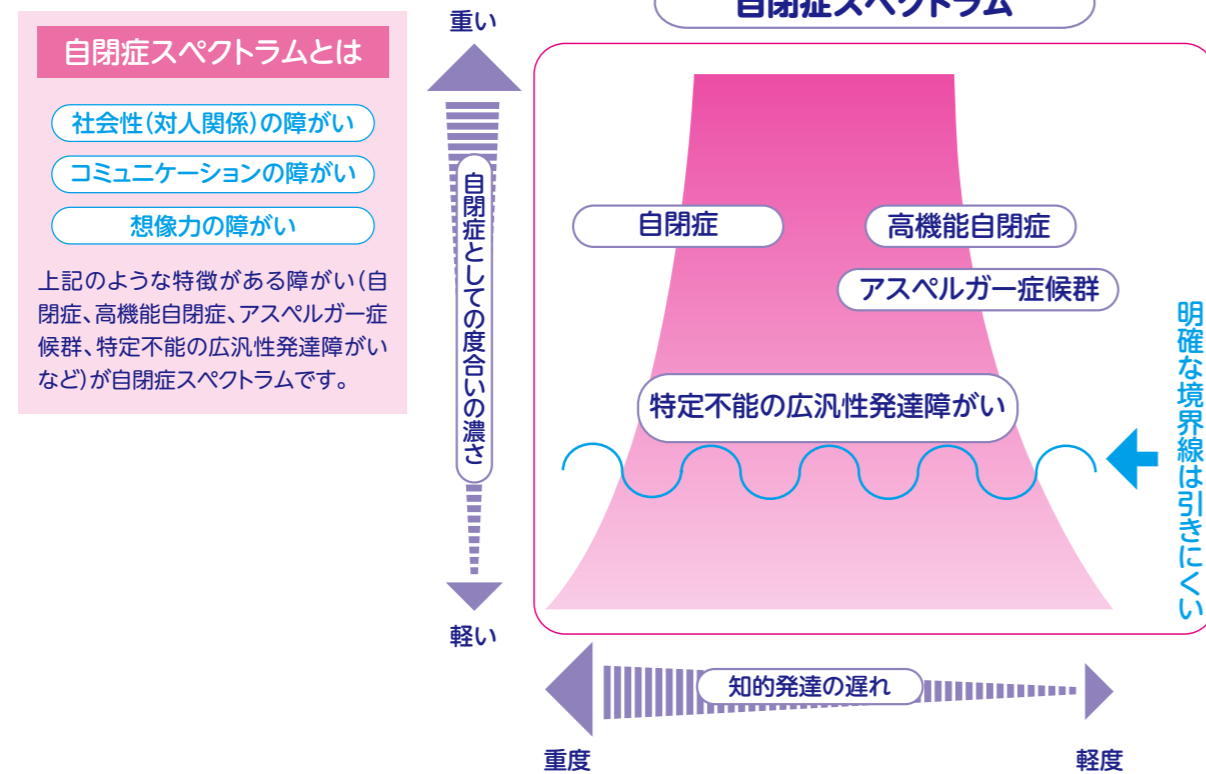 自閉症スペクトラムとは
社会性(対人関係)の障がい
コミュニケーションの障がい
想像力の障がい
上記のような特徴がある障がい(自
閉症、高機能自閉症、アスペルガー症
候群、特定不能の広汎性発達障がい
など)が自閉症スペクトラムです。
重い
自閉症としての度合いの濃さ
軽い
自閉症スペクトラム
自閉症
高機能自閉症
アスペルガー症候群
特定不能の広汎性発達障がい
明確な境界線は引きにくい
知的発達の遅れ
重度
軽度